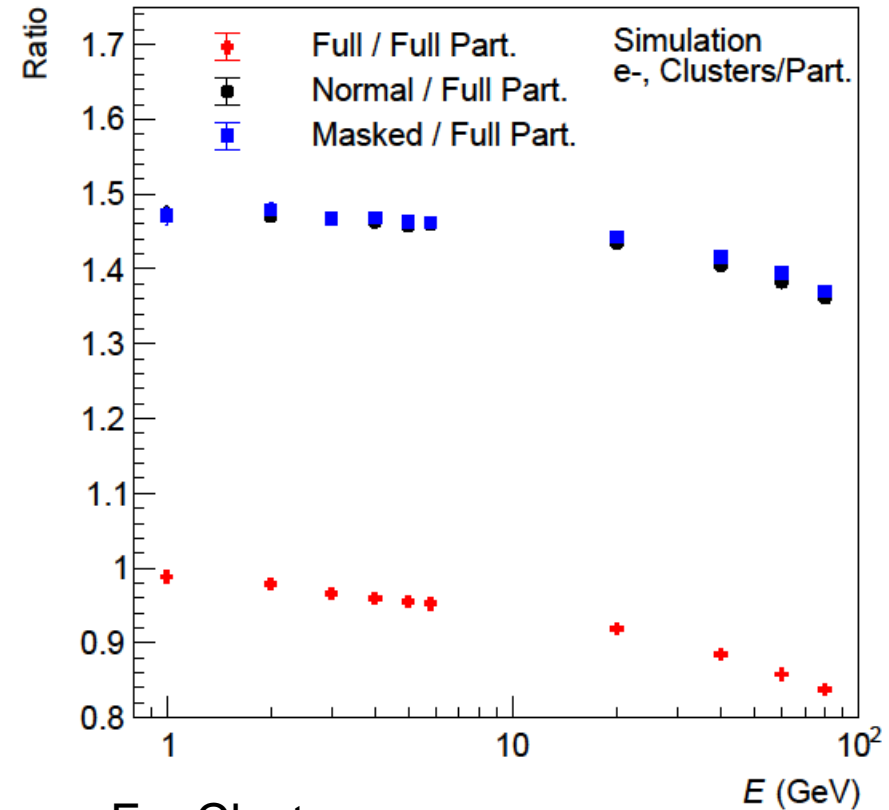 Ratio
1.7
1.6
1.5
1.4
1.3
1.2
1.1
1
0.9
0.8
Full / Full Part.
Normal / Full Part.
Masked / Full Part.
Simulation
e-, Clusters/Part.
1
10
10²
E (GeV)